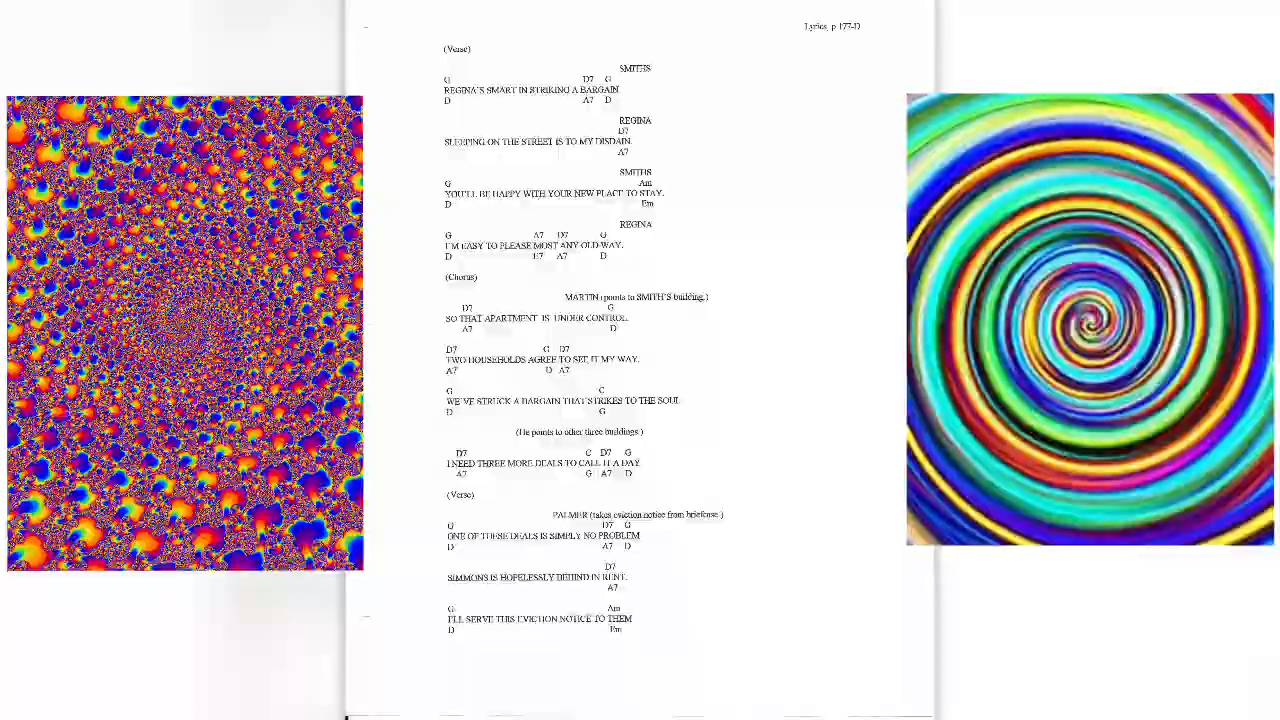 Lyrics, p 177-D
(Verse)
SMITHS
G D7 G
REGINA'S SMART IN STRIKING A BARGAIN.
D A7 D
REGINA
D7
SLEEPING ON THE STREET IS TO MY DISDAIN.
A7
SMITHS
G Am
YOU'LL BE HAPPY WITH YOUR NEW PLACE TO STAY.
D Em
REGINA
G A7 D7 G
I'M EASY TO PLEASE MOST ANY OLD WAY.
D E7 A7 D
(Chorus)
MARTIN (points to SMITH'S building.)
D7 G
SO THAT APARTMENT IS UNDER CONTROL.
A7 D
D7 G D7
TWO HOUSEHOLDS AGREE TO SEE IT MY WAY.
A7 D A7
G C
WE'VE STRUCK A BARGAIN THAT STRIKES TO THE SOUL
D G
(He points to other three buildings.)
D7 C D7 G
I NEED THREE MORE DEALS TO CALL IT A DAY.
A7 G A7 D
(Verse)
PALMER (takes eviction notice from briefcase.)
G D7 G
ONE OF THESE DEALS IS SIMPLY NO PROBLEM
D A7 D
D7
SIMMONS IS HOPELESSLY BEHIND IN RENT.
A7
G Am
I'LL SERVE THIS EVICTION NOTICE TO THEM
D Em